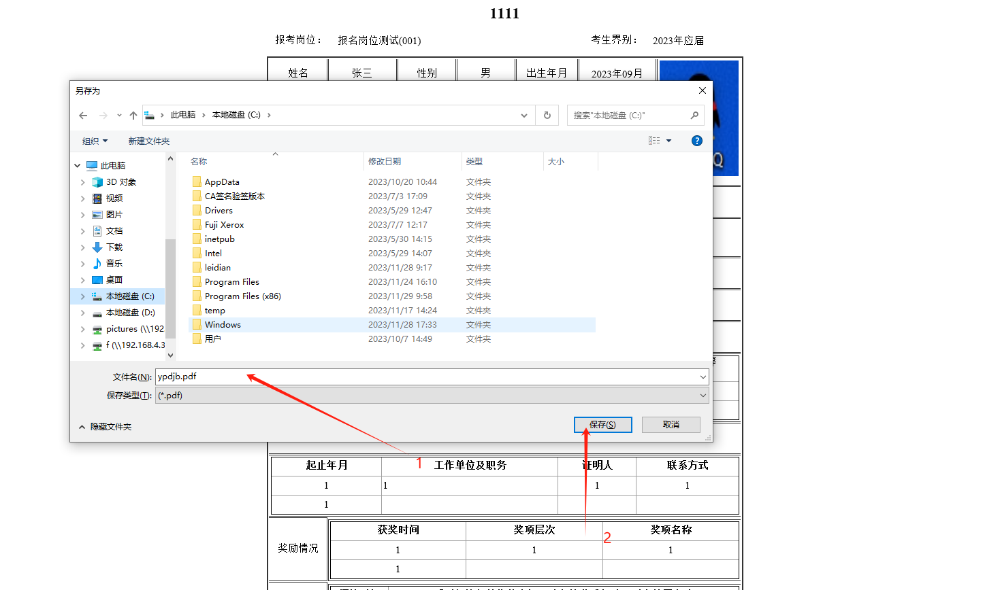 1111
报考岗位： 报名岗位测试(001) 考生界别： 2023年应届
姓名 张三 性别 男 出生年月 2023年09月
另存为
此电脑 本地磁盘 (C:) 搜索"本地磁盘 (C:)"
组织 新建文件夹
名称 修改日期 类型 大小
此电脑
3D 对象
视频
图片
文档
下载
音乐
桌面
本地磁盘 (C:)
本地磁盘 (D:)
pictures (\\192
f (\\192.168.4.3
AppData 2023/10/20 10:44 文件夹
CA签名验签版本 2023/7/3 17:09 文件夹
Drivers 2023/5/29 12:47 文件夹
Fuji Xerox 2023/7/7 12:17 文件夹
inetpub 2023/5/30 14:15 文件夹
Intel 2023/5/29 14:07 文件夹
leidian 2023/11/28 9:17 文件夹
Program Files 2023/11/24 16:10 文件夹
Program Files (x86) 2023/11/29 9:58 文件夹
temp 2023/11/17 14:24 文件夹
Windows 2023/11/28 17:33 文件夹
用户 2023/10/7 14:49 文件夹
Q
文件名(N): ypdjb.pdf
保存类型(T): (*.pdf)
隐藏文件夹 保存(S) 取消
1
起止年月 工作单位及职务 证明人 联系方式
1 1 1 1
1
2
获奖时间 奖项层次 奖项名称
奖励情况
1 1 1
1